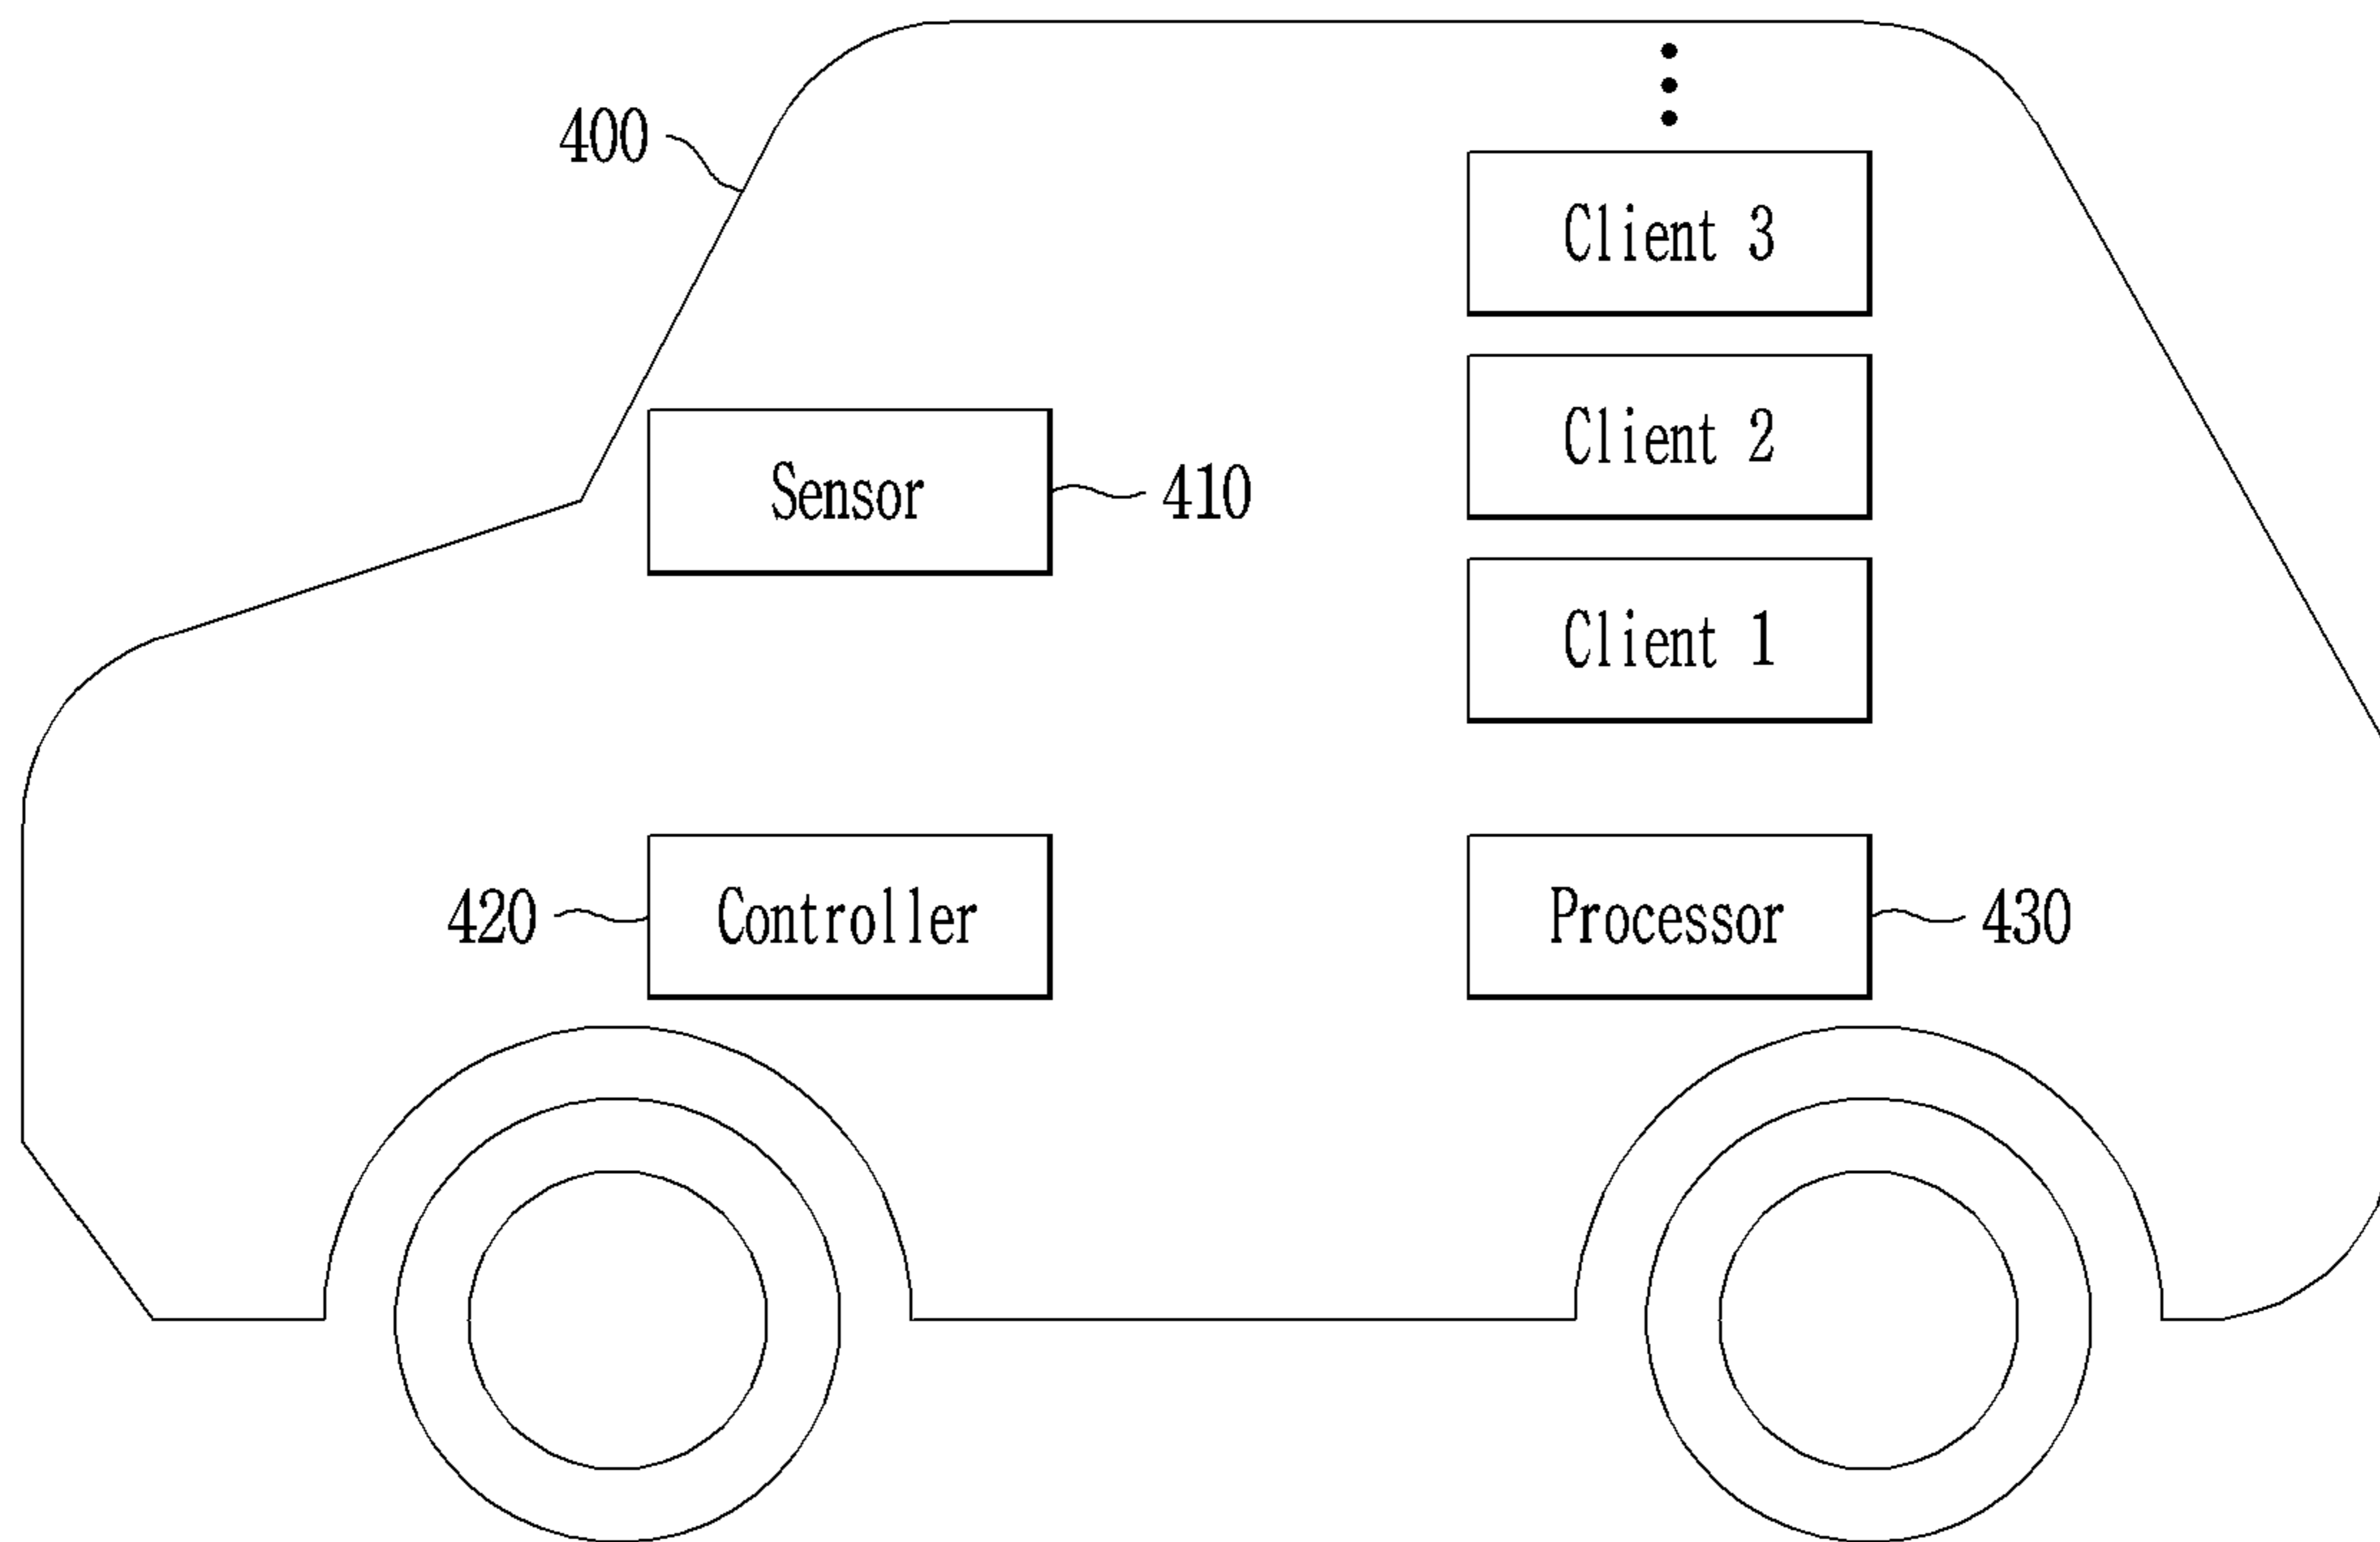 400
Client 3
Client 2
Sensor
410
Client 1
420
Controller
Processor
430